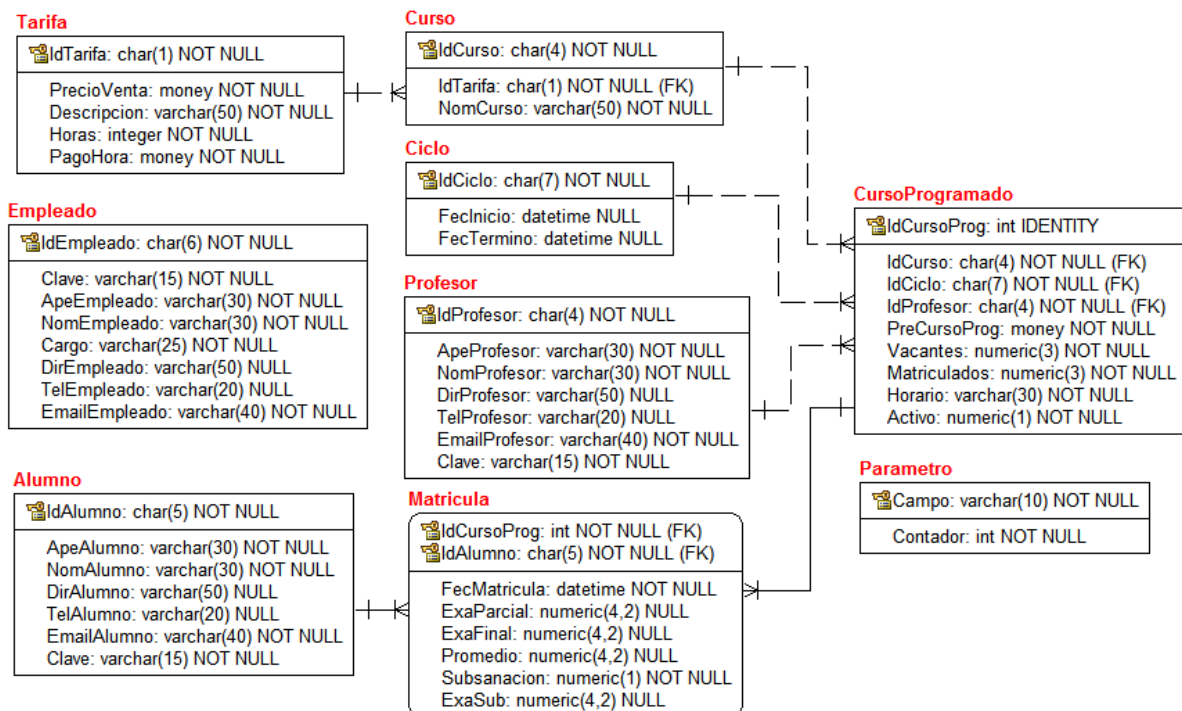 Tarifa
IdTarifa: char(1) NOT NULL
PrecioVenta: money NOT NULL
Descripcion: varchar(50) NOT NULL
Horas: integer NOT NULL
PagoHora: money NOT NULL
Curso
IdCurso: char(4) NOT NULL
IdTarifa: char(1) NOT NULL (FK)
NomCurso: varchar(50) NOT NULL
Ciclo
IdCiclo: char(7) NOT NULL
FecInicio: datetime NULL
FecTermino: datetime NULL
Empleado
IdEmpleado: char(6) NOT NULL
Clave: varchar(15) NOT NULL
ApeEmpleado: varchar(30) NOT NULL
NomEmpleado: varchar(30) NOT NULL
Cargo: varchar(25) NOT NULL
DirEmpleado: varchar(50) NULL
TelEmpleado: varchar(20) NULL
EmailEmpleado: varchar(40) NOT NULL
Profesor
IdProfesor: char(4) NOT NULL
ApeProfesor: varchar(30) NOT NULL
NomProfesor: varchar(30) NOT NULL
DirProfesor: varchar(50) NULL
TelProfesor: varchar(20) NULL
EmailProfesor: varchar(40) NOT NULL
Clave: varchar(15) NOT NULL
CursoProgramado
IdCursoProg: int IDENTITY
IdCurso: char(4) NOT NULL (FK)
IdCiclo: char(7) NOT NULL (FK)
IdProfesor: char(4) NOT NULL (FK)
PreCursoProg: money NOT NULL
Vacantes: numeric(3) NOT NULL
Matriculados: numeric(3) NOT NULL
Horario: varchar(30) NOT NULL
Activo: numeric(1) NOT NULL
Alumno
IdAlumno: char(5) NOT NULL
ApeAlumno: varchar(30) NOT NULL
NomAlumno: varchar(30) NOT NULL
DirAlumno: varchar(50) NULL
TelAlumno: varchar(20) NULL
EmailAlumno: varchar(40) NOT NULL
Clave: varchar(15) NOT NULL
Matricula
IdCursoProg: int NOT NULL (FK)
IdAlumno: char(5) NOT NULL (FK)
FecMatricula: datetime NOT NULL
ExaParcial: numeric(4,2) NULL
ExaFinal: numeric(4,2) NULL
Promedio: numeric(4,2) NULL
Subsanacion: numeric(1) NOT NULL
ExaSub: numeric(4,2) NULL
Parametro
Campo: varchar(10) NOT NULL
Contador: int NOT NULL